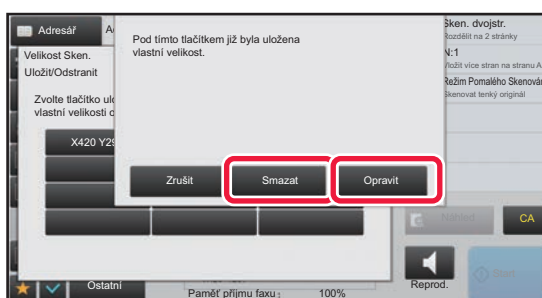 Adresář
Velikost Sken.
Uložit/Odstranit
Zvolte tlačítko
vlastní velikosti
X420
Pod tímto tlačítkem již byla uložena
vlastní velikost.
Zrušit
Smazat
Opravit
Sken. dvojstr.
Rozdělit na 2 stránky
N:1
Vložit více stran na stranu A
Režim Pomalého
Skenovat tenký originál
Náhled
CA
Reprod.
Start
Ostatní
Paměť příjmu faxu:
100%